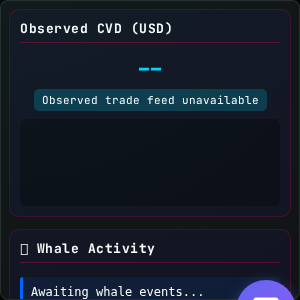 Observed CVD (USD)
--
Observed trade feed unavailable
Whale Activity
Awaiting whale events...